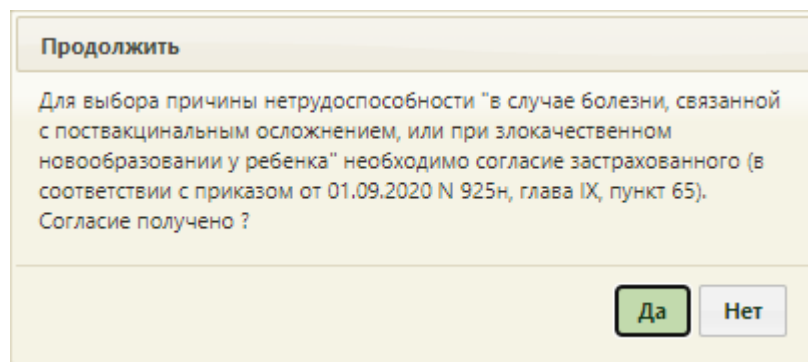 Продолжить
Для выбора причины нетрудоспособности "в случае болезни, связанной
с поствакцинальным осложнением, или при злокачественном
новообразовании у ребенка" необходимо согласие застрахованного (в
соответствии с приказом от 01.09.2020 N 925н, глава IX, пункт 65).
Согласие получено ?
Да Нет